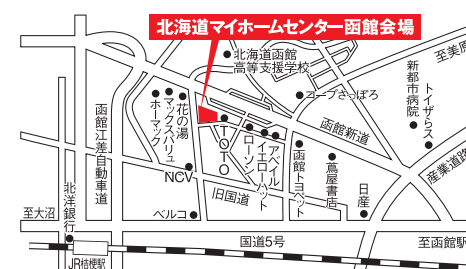 北海道マイホームセンター函館会場
北海道函館
高等支援学校
至美原
コープさっぽろ
新都市病院
トイザらス
函館新道
産業道路
函館江差自動車道
ホーマック
マックスバリュ
花の湯
TOTO
ローソン
イエローハット
アベイル
函館トヨペット
蔦屋書店
日産
NCV
旧国道
ベルコ
至大沼
北洋銀行
国道5号
至函館駅
JR桔梗駅